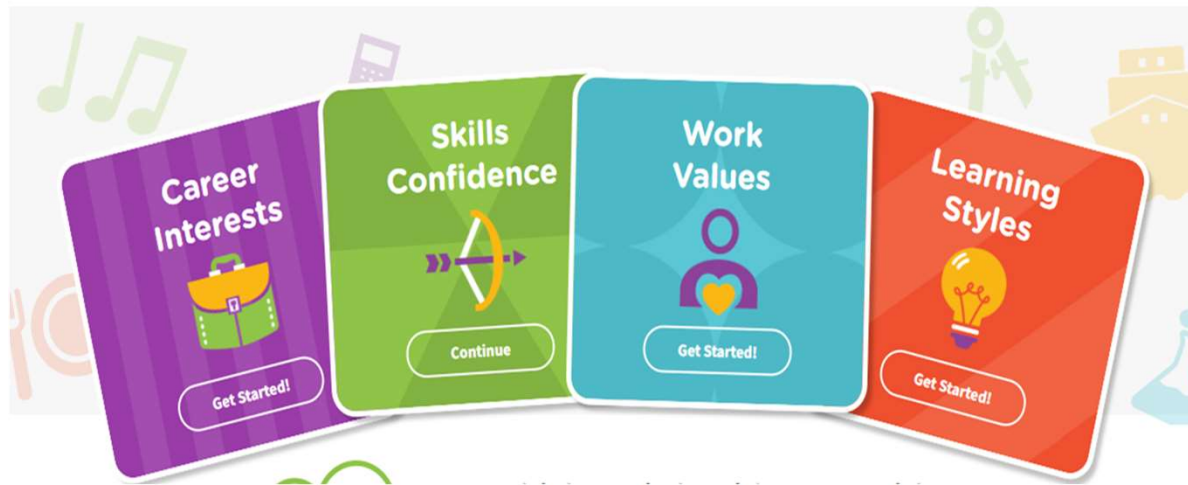 Career
Interests
Get Started!
Skills
Confidence
Continue
Work
Values
Get Started!
Learning
Styles
Get Started!